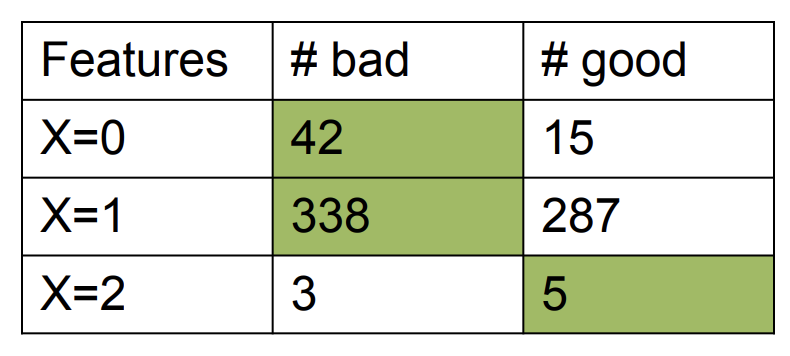 Features # bad # good
X=0 42 15
X=1 338 287
X=2 3 5